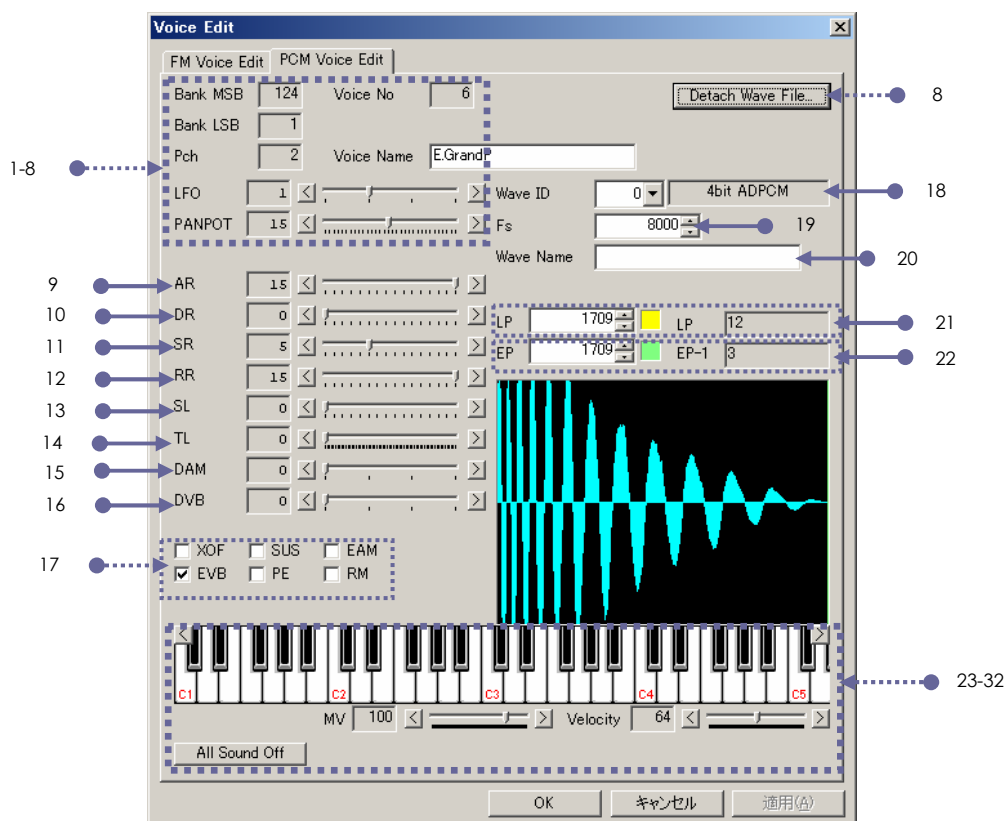 Voice Edit
FM Voice Edit PCM Voice Edit
Bank MSB 124 Voice No 6 Detach Wave File... 8
Bank LSB 1
Pch 2 Voice Name E.GrandP
1-8
LFO 1 Wave ID 0 4bit ADPCM 18
PANPOT 15 Fs 8000 19
Wave Name 20
9 AR 15
10 DR 0 LP 1709 LP 12 21
11 SR 5 EP 1709 EP-1 3 22
12 RR 15
13 SL 0
14 TL 0
15 DAM 0
16 DVB 0
17 XOF SUS EAM
EVB PE RM
C1 C2 C3 C4 C5 23-32
MV 100 Velocity 64
All Sound Off
OK キャンセル 適用(A)